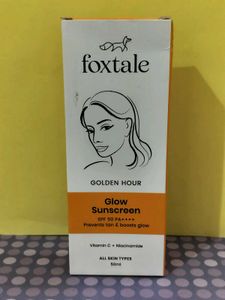 foxtale
GOLDEN HOUR
Glow
Sunscreen
SPF 50 PA++++
Prevents tan & boosts glow
Vitamin C + Niacinamide
ALL SKIN TYPES
50ml